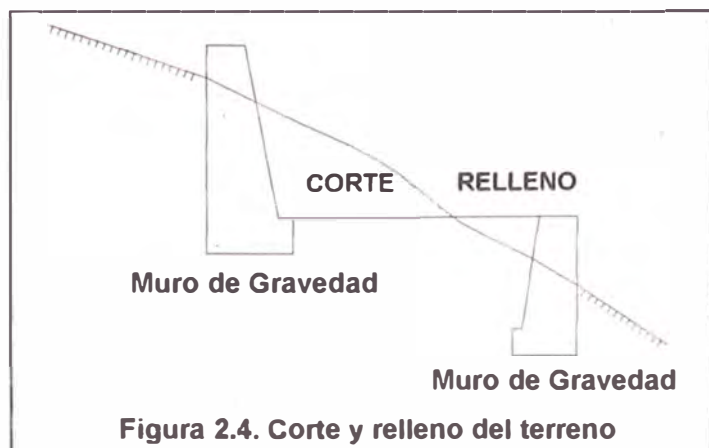 CORTE RELLENO
Muro de Gravedad
Muro de Gravedad
Figura 2.4. Corte y relleno del terreno